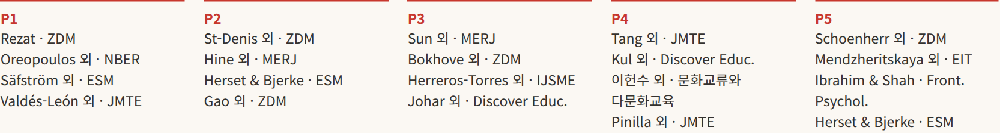 P1
Rezat · ZDM
Oreopoulos 외 · NBER
Säfström 외 · ESM
Valdés-León 외 · JMTE
P2
St-Denis 외 · ZDM
Hine 외 · MERJ
Herset & Bjerke · ESM
Gao 외 · ZDM
P3
Sun 외 · MERJ
Bokhove 외 · ZDM
Herreros-Torres 외 · IJSME
Johar 외 · Discover Educ.
P4
Tang 외 · JMTE
Kul 외 · Discover Educ.
이헌수 외 · 문화교류와
다문화교육
Pinilla 외 · JMTE
P5
Schoenherr 외 · ZDM
Mendzheritskaya 외 · EIT
Ibrahim & Shah · Front.
Psychol.
Herset & Bjerke · ESM